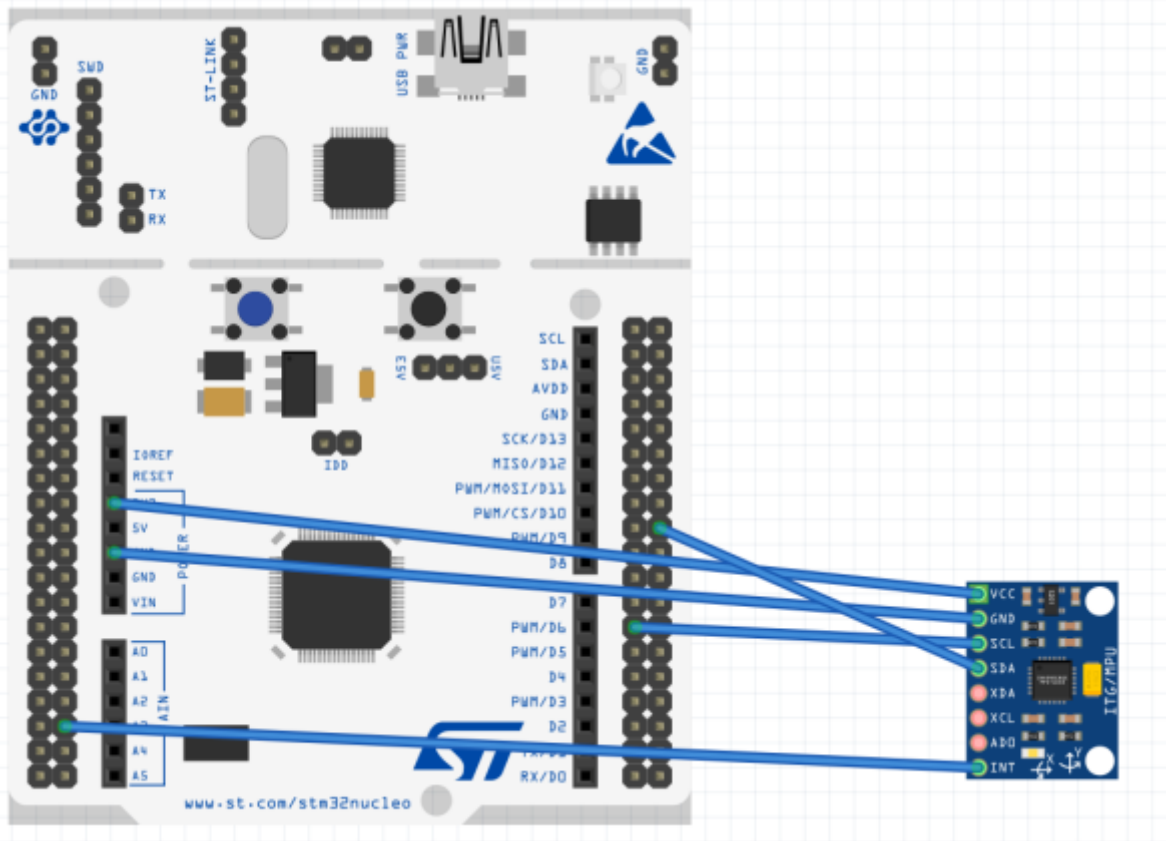 GND
SWD
TX
RX
ST-LINK
USB PWR
GND
E5V
U5V
IDD
IOREF
RESET
5V
GND
VIN
POWER
A0
A1
A2
A4
A5
AIN
SCL
SDA
AVDD
GND
SCK/D13
MISO/D12
PWM/MOSI/D11
PWM/CS/D10
PWM/D9
D8
D7
PWM/D6
PWM/D5
D4
PWM/D3
D2
RX/D0
ST
www.st.com/stm32nucleo
VCC
GND
SCL
SDA
XDA
XCL
ADO
INT
ITG/MPU
X
Y